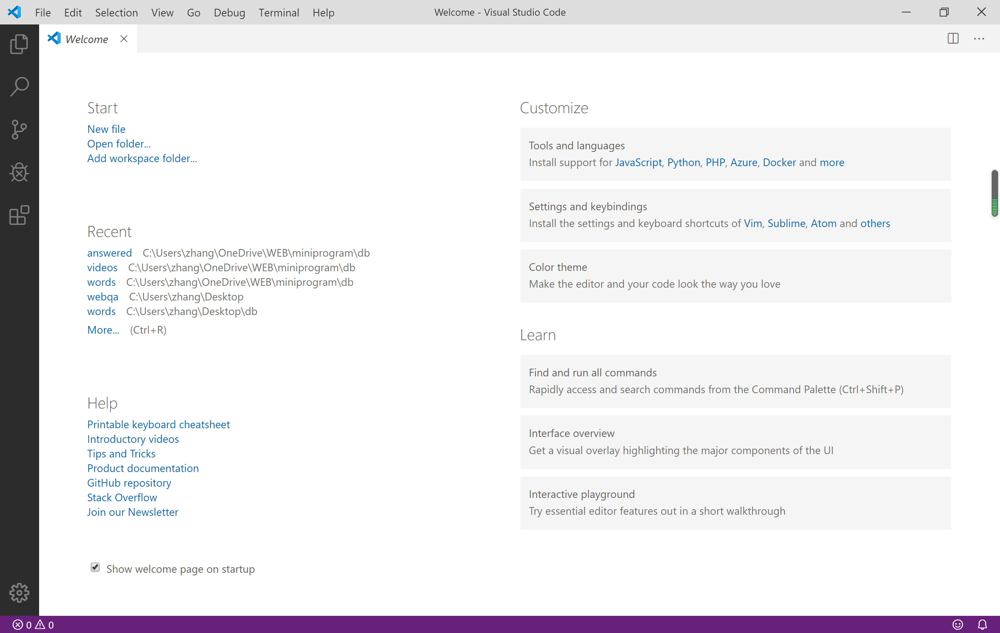 File Edit Selection View Go Debug Terminal Help
Welcome - Visual Studio Code
Welcome
Start
New file
Open folder...
Add workspace folder...
Recent
answered C:\Users\zhang\OneDrive\WEB\miniprogram\db
videos C:\Users\zhang\OneDrive\WEB\miniprogram\db
words C:\Users\zhang\OneDrive\WEB\miniprogram\db
webqa C:\Users\zhang\Desktop
words C:\Users\zhang\Desktop\db
More... (Ctrl+R)
Help
Printable keyboard cheatsheet
Introductory videos
Tips and Tricks
Product documentation
GitHub repository
Stack Overflow
Join our Newsletter
Show welcome page on startup
Customize
Tools and languages
Install support for JavaScript, Python, PHP, Azure, Docker and more
Settings and keybindings
Install the settings and keyboard shortcuts of Vim, Sublime, Atom and others
Color theme
Make the editor and your code look the way you love
Learn
Find and run all commands
Rapidly access and search commands from the Command Palette (Ctrl+Shift+P)
Interface overview
Get a visual overlay highlighting the major components of the UI
Interactive playground
Try essential editor features out in a short walkthrough
0 0